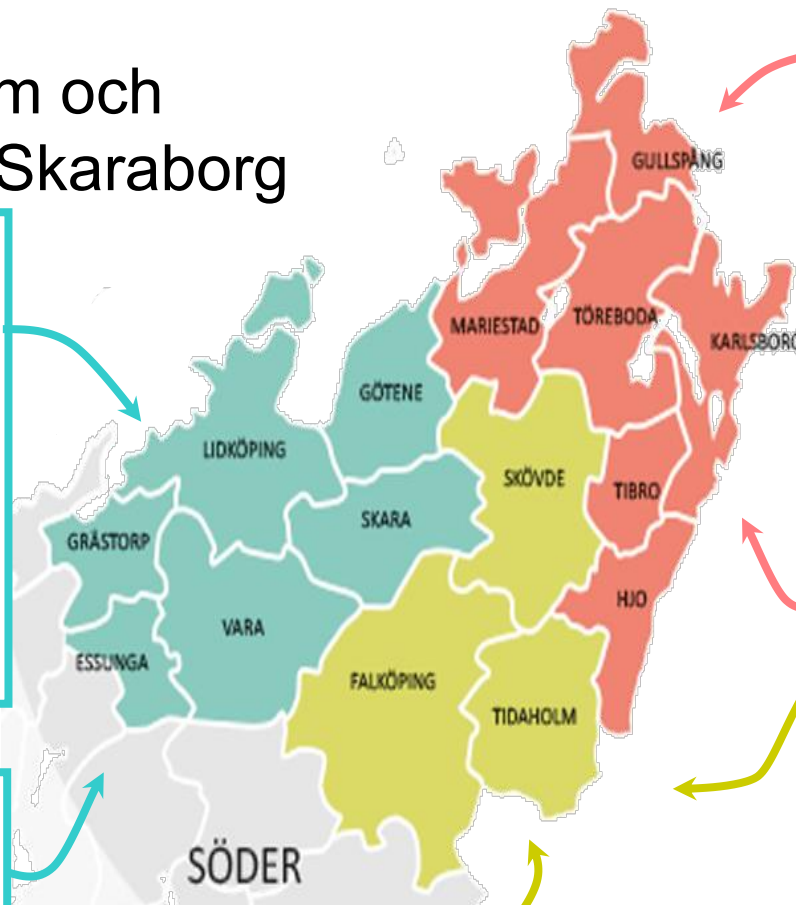 m och
Skaraborg
GULLSPÅNG
MARIESTAD
TÖREBODA
KARLSBORG
GÖTENE
LIDKÖPING
SKÖVDE
TIBRO
SKARA
GRÄSTORP
HJO
VARA
ESSUNGA
FALKÖPING
TIDAHOLM
SÖDER